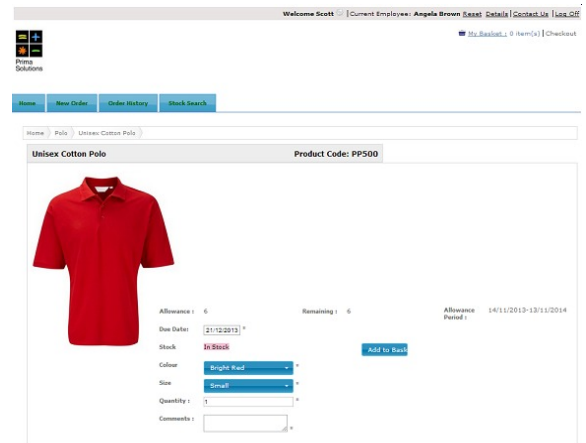 Welcome Scott | Current Employee: Angela Brown Reset Details | Contact Us | Log Off
My Basket : 0 item(s) | Checkout
Prima
Solutions
Home New Order Order History Stock Search
Home Polo Unisex Cotton Polo
Unisex Cotton Polo Product Code: PP500
Allowance : 6 Remaining : 6 Allowance Period : 14/11/2013-13/11/2014
Due Date: 21/12/2013 *
Stock In Stock Add to Bask
Colour Bright Red *
Size Small *
Quantity : 1 *
Comments : *